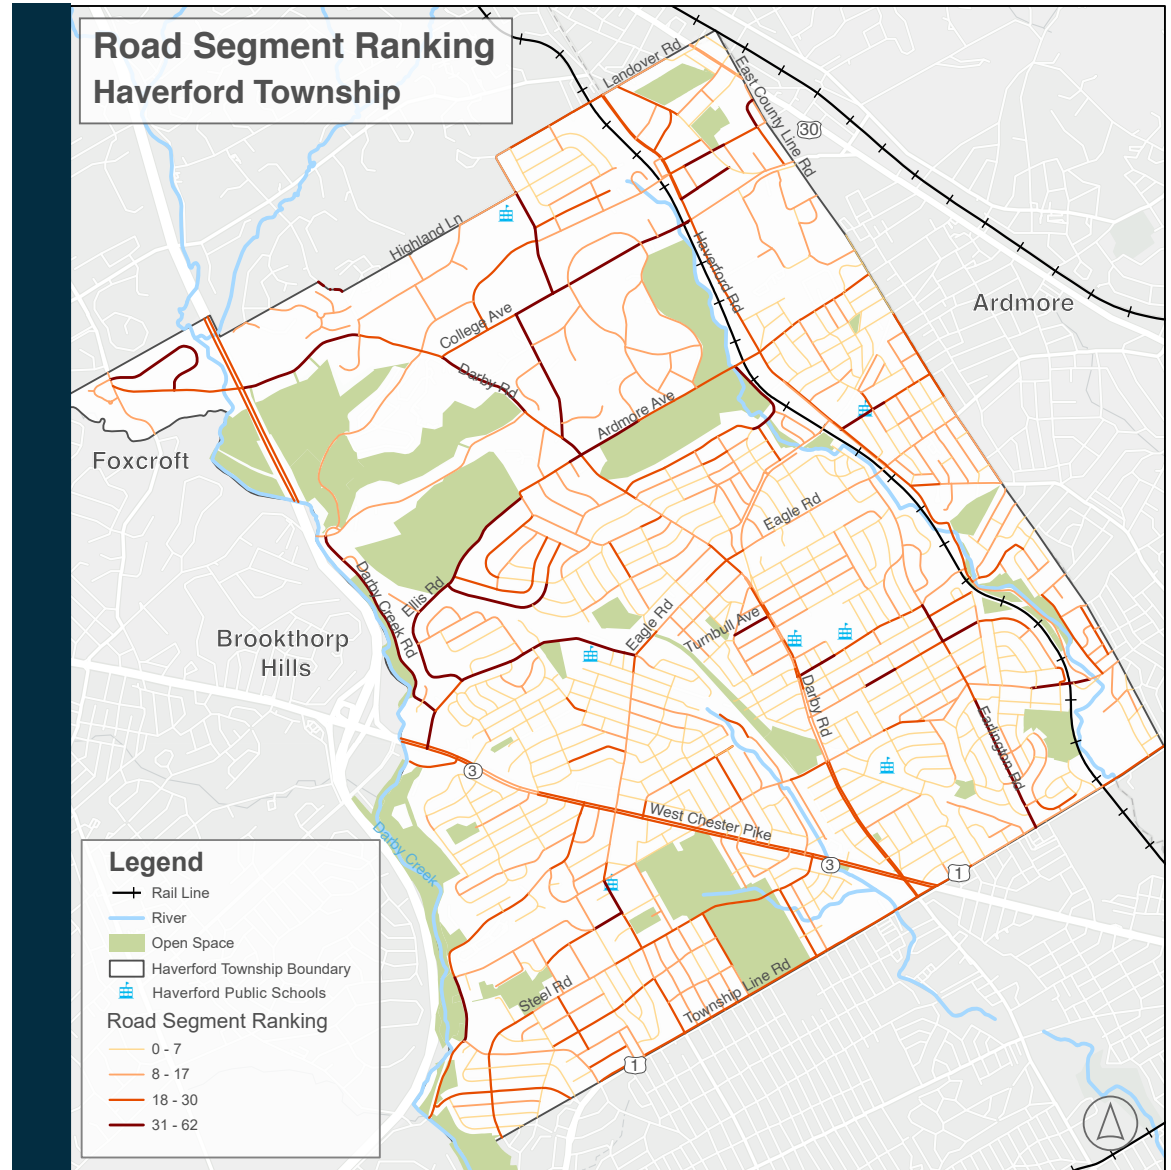 Road Segment Ranking
Haverford Township
Landover Rd
East County Line Rd
30
Highland Ln
Haverford Rd
Ardmore
College Ave
Darby Rd
Ardmore Ave
Foxcroft
Eagle Rd
Darby Creek Rd
Ellis Rd
Brookthorp
Hills
Eagle Rd
Turnbull Ave
Darby Rd
Earlington Rd
3
West Chester Pike
Darby Creek
3
1
Steel Rd
Township Line Rd
1
Legend
Rail Line
River
Open Space
Haverford Township Boundary
Haverford Public Schools
Road Segment Ranking
0 - 7
8 - 17
18 - 30
31 - 62